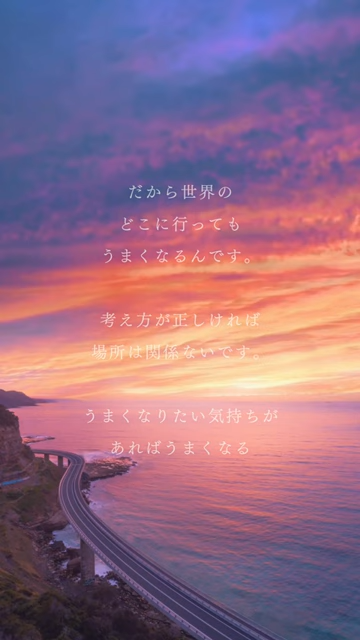 だから世界の
どこに行っても
うまくなるんです。
考え方が正しければ
場所は関係ないです。
うまくなりたい気持ちが
あればうまくなる